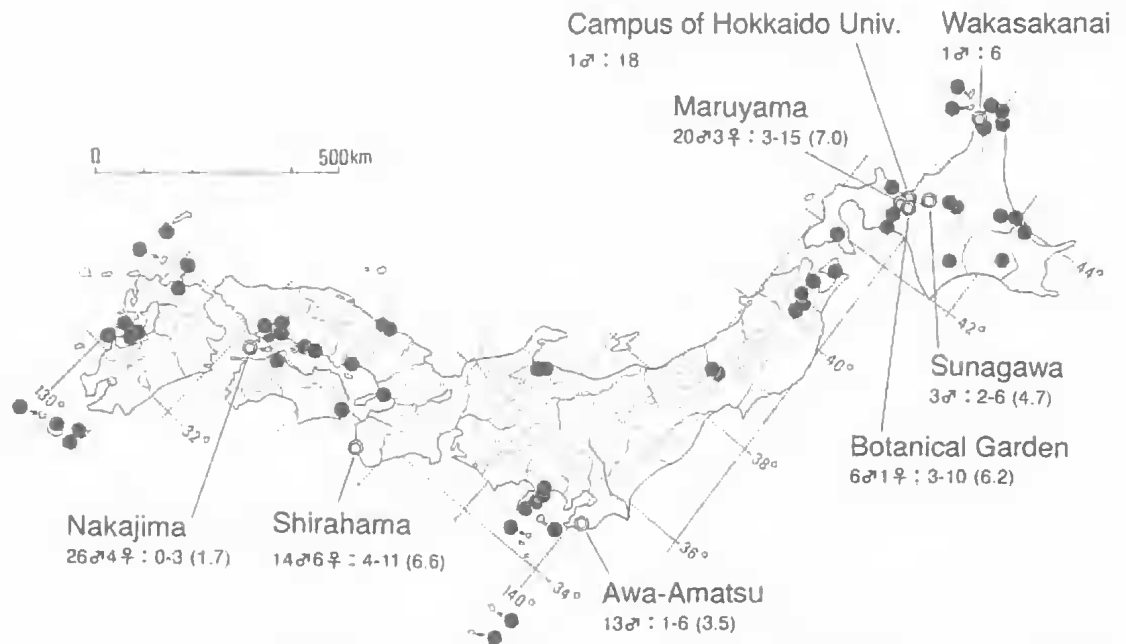 Campus of Hokkaido Univ.
1♂ : 18
Wakasakanai
1♂ : 6
Maruyama
20♂3♀ : 3-15 (7.0)
0 500km
44°
42°
40°
Sunagawa
3♂ : 2-6 (4.7)
130°
32°
38°
Botanical Garden
6♂1♀ : 3-10 (6.2)
Nakajima
26♂4♀ : 0-3 (1.7)
Shirahama
14♂6♀ : 4-11 (6.6)
36°
34°
140°
Awa-Amatsu
13♂ : 1-6 (3.5)